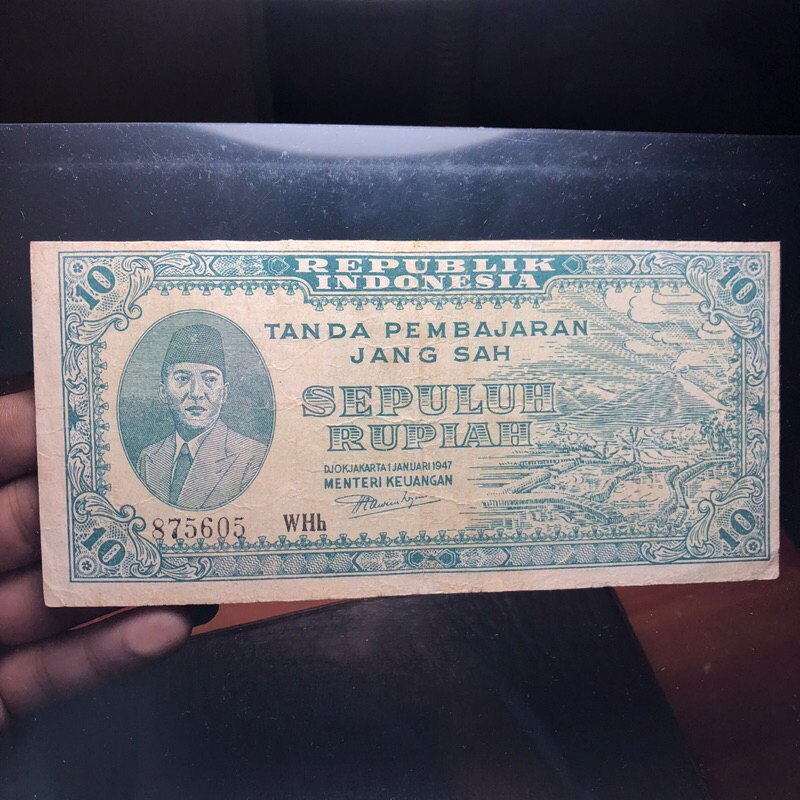 10
REPUBLIK
INDONESIA
10
TANDA PEMBAJARAN
JANG SAH
SEPULUH
RUPIAH
DJOKJAKARTA 1 JANUARI 1947
MENTERI KEUANGAN
875605 WHh
10
10